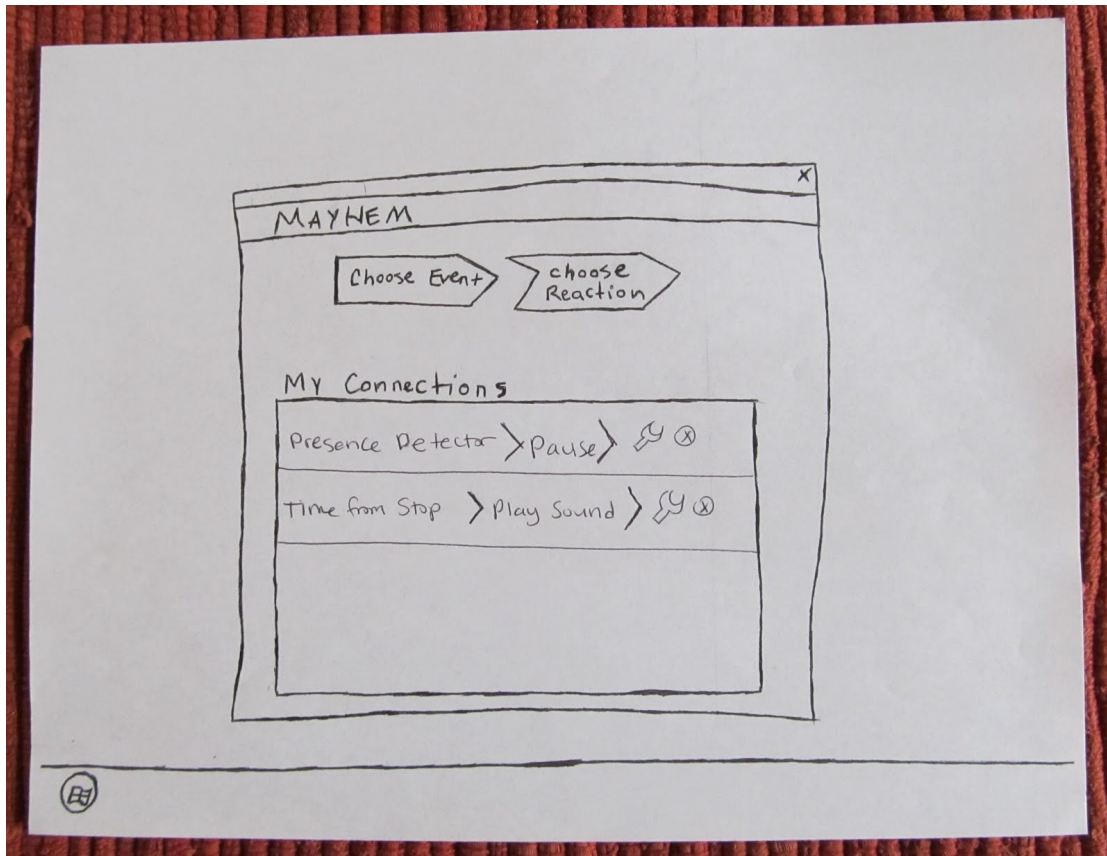 X
MAYHEM
Choose Event
choose
Reaction
My Connections
Presence Detector > Pause > ⓧ
Time from Stop > Play Sound > ⓧ